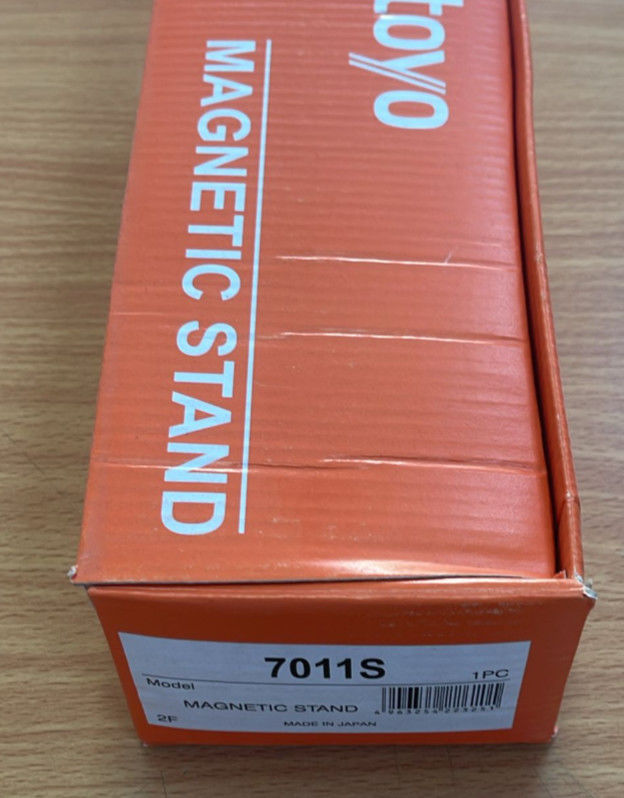 toyo
MAGNETIC STAND
7011S
Model
1PC
MAGNETIC STAND
2F
MADE IN JAPAN